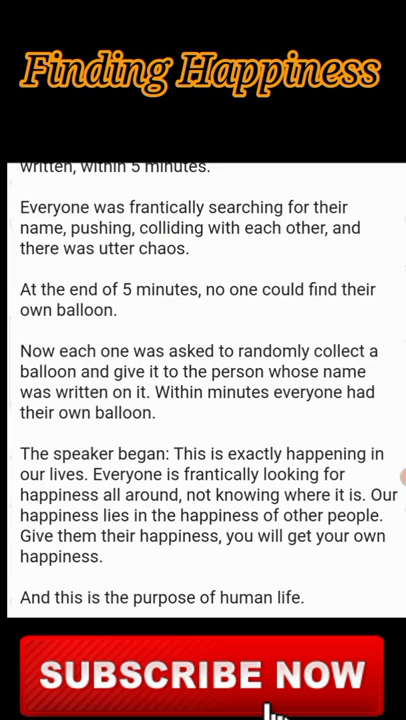 Finding Happiness
written, within 5 minutes.
Everyone was frantically searching for their
name, pushing, colliding with each other, and
there was utter chaos.
At the end of 5 minutes, no one could find their
own balloon.
Now each one was asked to randomly collect a
balloon and give it to the person whose name
was written on it. Within minutes everyone had
their own balloon.
The speaker began: This is exactly happening in
our lives. Everyone is frantically looking for
happiness all around, not knowing where it is. Our
happiness lies in the happiness of other people.
Give them their happiness, you will get your own
happiness.
And this is the purpose of human life.
SUBSCRIBE NOW